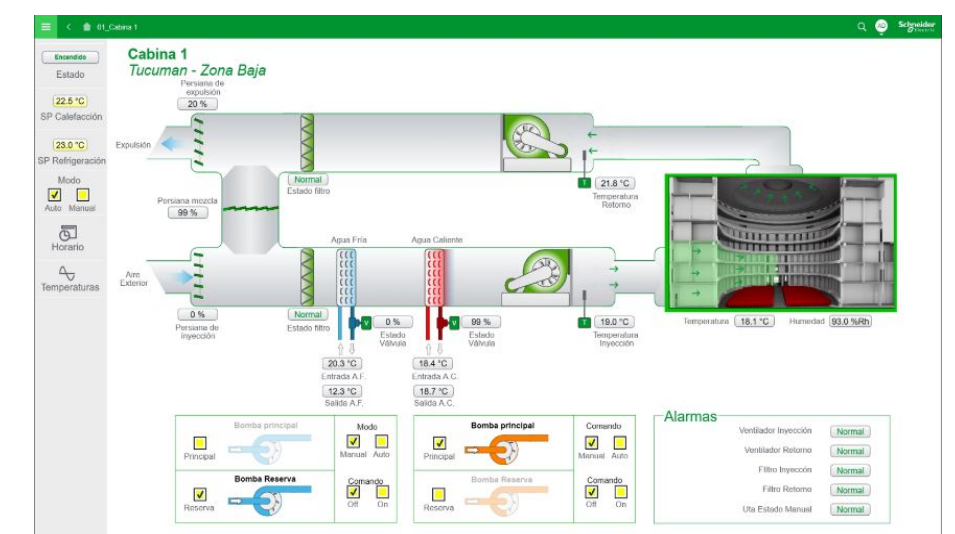 01_Cabina 1
AD
Schneider
Electric
Encendido
Estado
22.5 °C
SP Calefacción
23.0 °C
SP Refrigeración
Modo
Auto Manual
Horario
Temperaturas
Cabina 1
Tucuman - Zona Baja
Persiana de
expulsión
20 %
Expulsión
Normal
Estado filtro
T
21.8 °C
Temperatura
Retorno
Persiana mezcla
99 %
Agua Fría
Agua Caliente
Aire
Exterior
0 %
Persiana de
Inyección
Normal
Estado filtro
V
0 %
Estado
Válvula
V
99 %
Estado
Válvula
T
19.0 °C
Temperatura
Inyección
Temperatura 18.1 °C Humedad 93.0 %Rh
20.3 °C
Entrada A.F.
12.3 °C
Salida A.F.
18.4 °C
Entrada A.C.
18.7 °C
Salida A.C.
Bomba principal
Principal
Modo
Manual Auto
Bomba Reserva
Reserva
Comando
Off On
Bomba principal
Principal
Comando
Manual Auto
Bomba Reserva
Reserva
Comando
Off On
Alarmas
Ventilador Inyección Normal
Ventilador Retorno Normal
Filtro Inyección Normal
Filtro Retorno Normal
Uta Estado Manual Normal